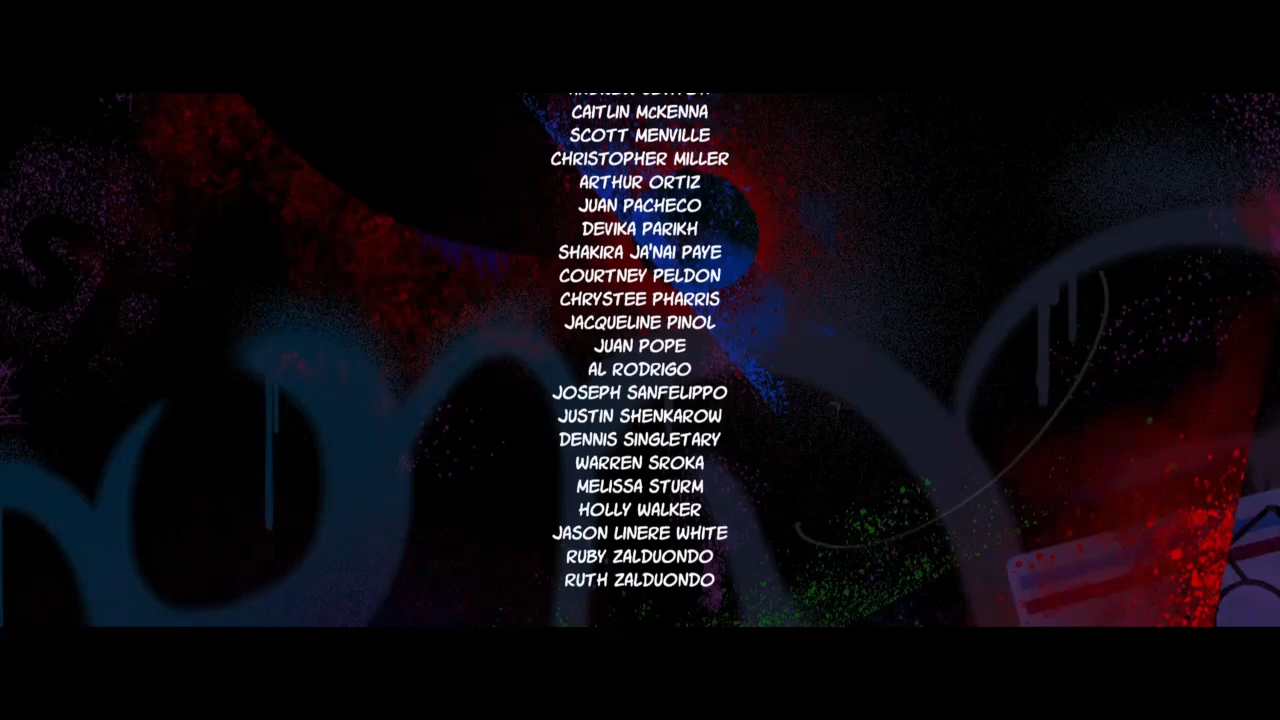 CAITLIN McKENNA
SCOTT MENVILLE
CHRISTOPHER MILLER
ARTHUR ORTIZ
JUAN PACHECO
DEVIKA PARIKH
SHAKIRA JA'NAI PAYE
COURTNEY PELDON
CHRYSTEE PHARRIS
JACQUELINE PINOL
JUAN POPE
AL RODRIGO
JOSEPH SANFELIPPO
JUSTIN SHENKAROW
DENNIS SINGLETARY
WARREN SROKA
MELISSA STURM
HOLLY WALKER
JASON LINERE WHITE
RUBY ZALDUONDO
RUTH ZALDUONDO